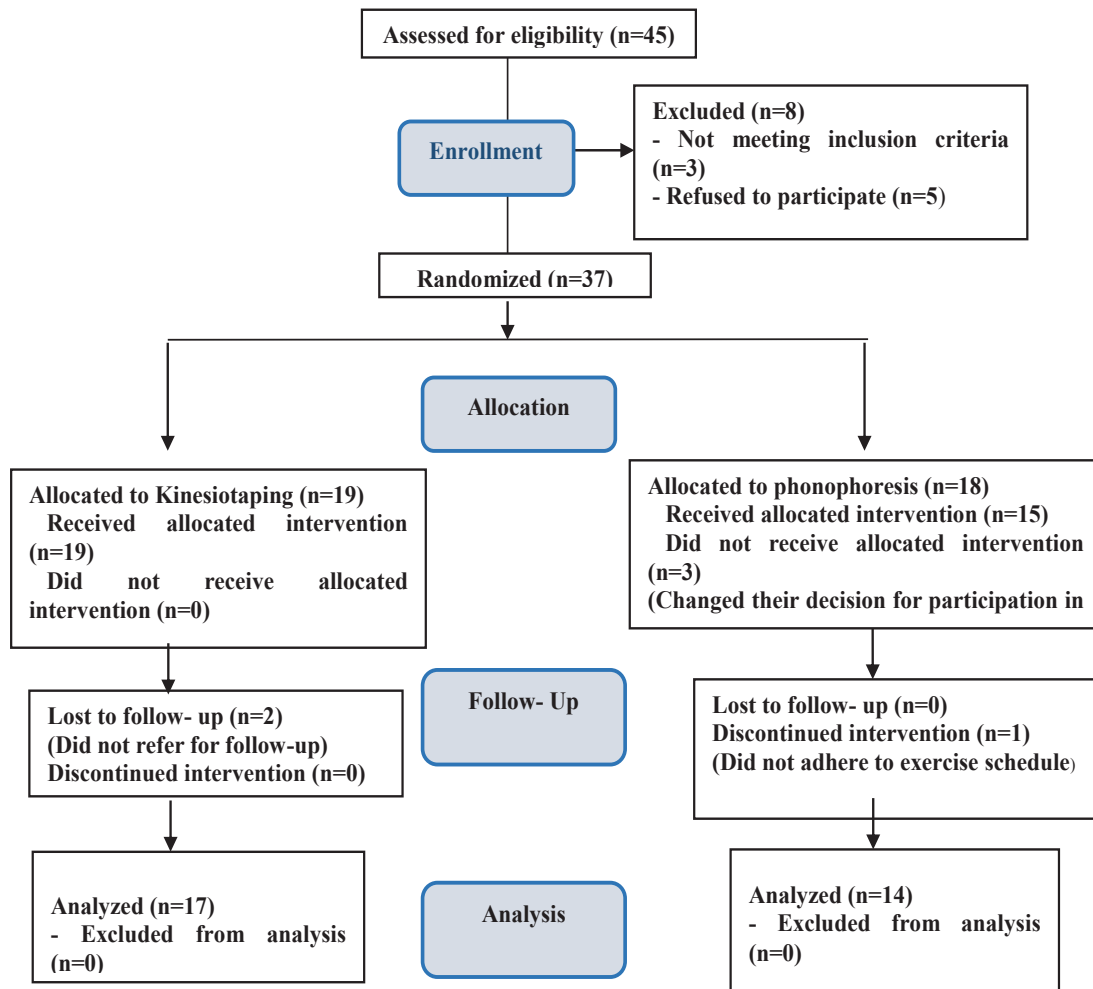 Assessed for eligibility (n=45)
Enrollment
Excluded (n=8)
- Not meeting inclusion criteria
(n=3)
- Refused to participate (n=5)
Randomized (n=37)
Allocation
Allocated to Kinesiotaping (n=19)
Received allocated intervention
(n=19)
Did not receive allocated
intervention (n=0)
Allocated to phonophoresis (n=18)
Received allocated intervention (n=15)
Did not receive allocated intervention
(n=3)
(Changed their decision for participation in
Follow- Up
Lost to follow- up (n=2)
(Did not refer for follow-up)
Discontinued intervention (n=0)
Lost to follow- up (n=0)
Discontinued intervention (n=1)
(Did not adhere to exercise schedule)
Analysis
Analyzed (n=17)
- Excluded from analysis
(n=0)
Analyzed (n=14)
- Excluded from analysis
(n=0)